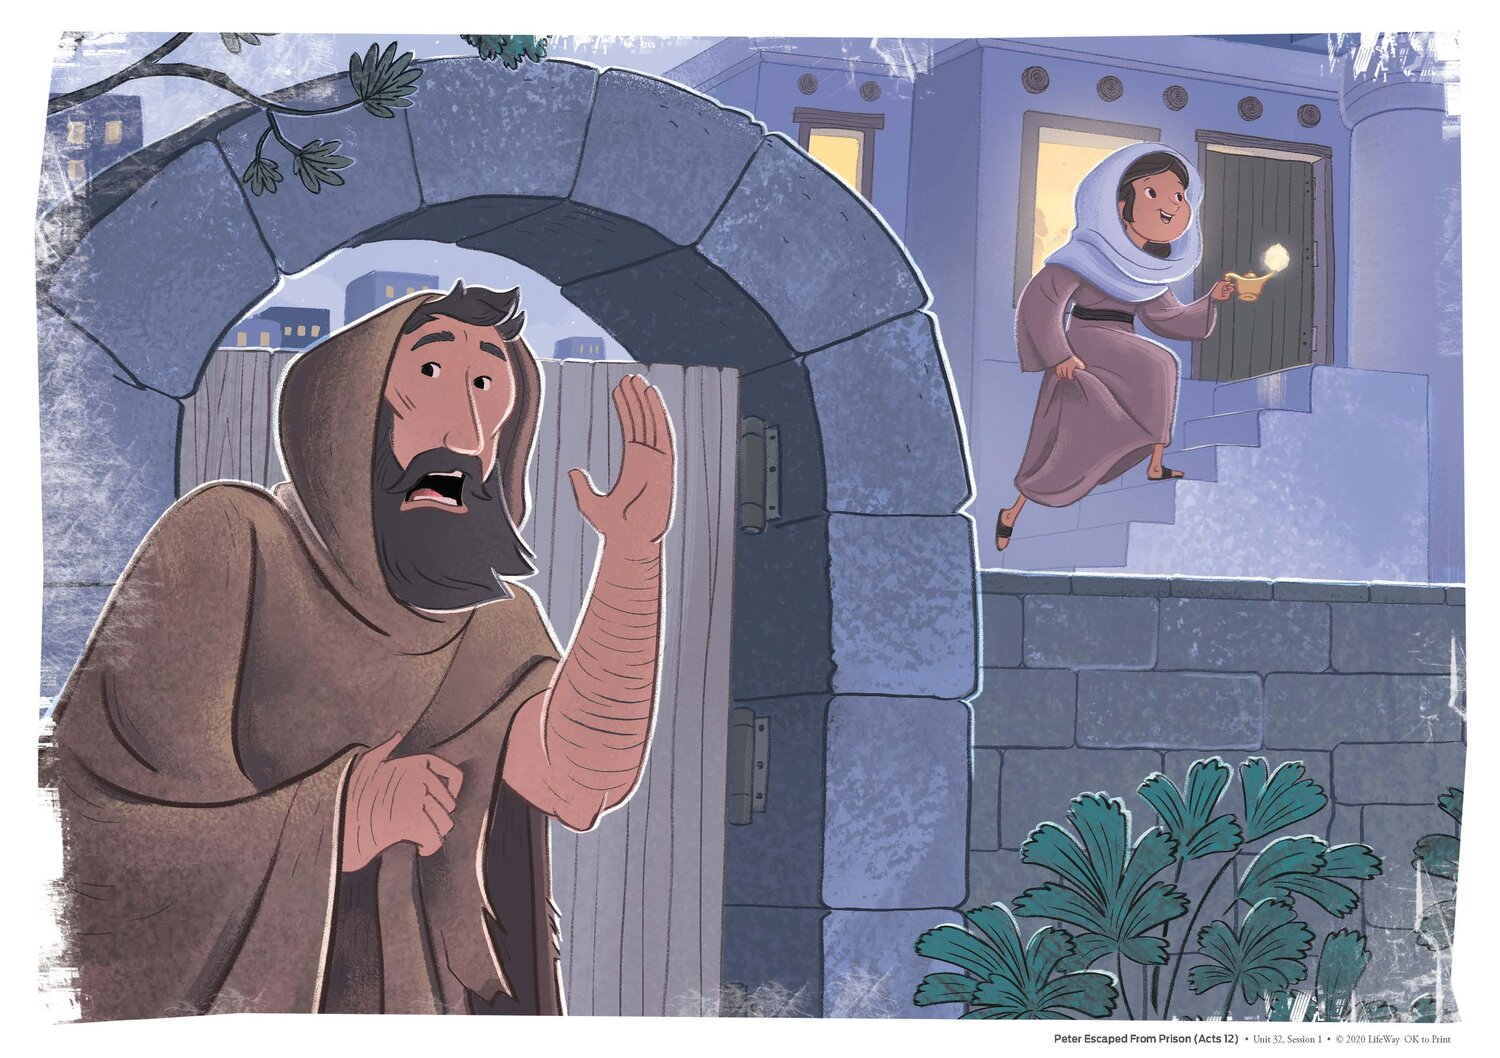 Peter Escaped From Prison (Acts 12) • Unit 32, Session 1 • © 2020 LifeWay OK to Print